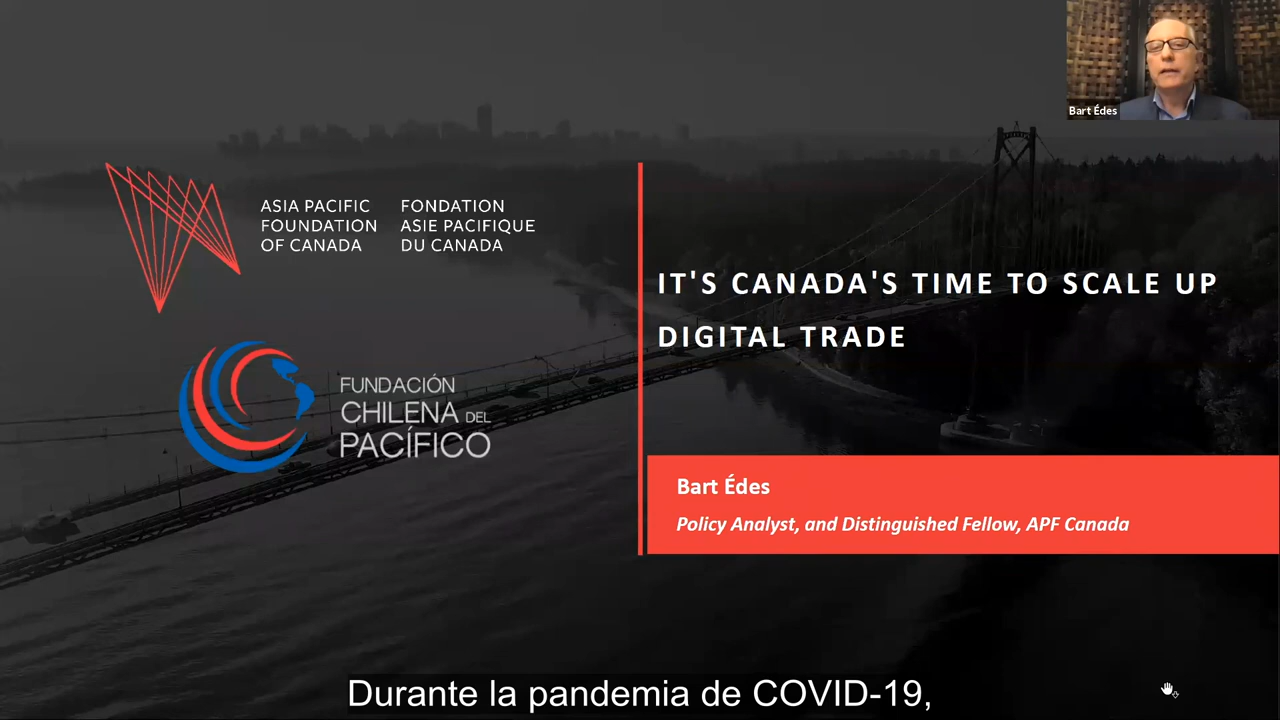 Bart Édes
ASIA PACIFIC
FOUNDATION
OF CANADA
FONDATION
ASIE PACIFIQUE
DU CANADA
FUNDACIÓN
CHILENA DEL
PACÍFICO
IT'S CANADA'S TIME TO SCALE UP
DIGITAL TRADE
Bart Édes
Policy Analyst, and Distinguished Fellow, APF Canada
Durante la pandemia de COVID-19,